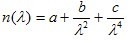 n(λ) = a + b/λ² + c/λ⁴